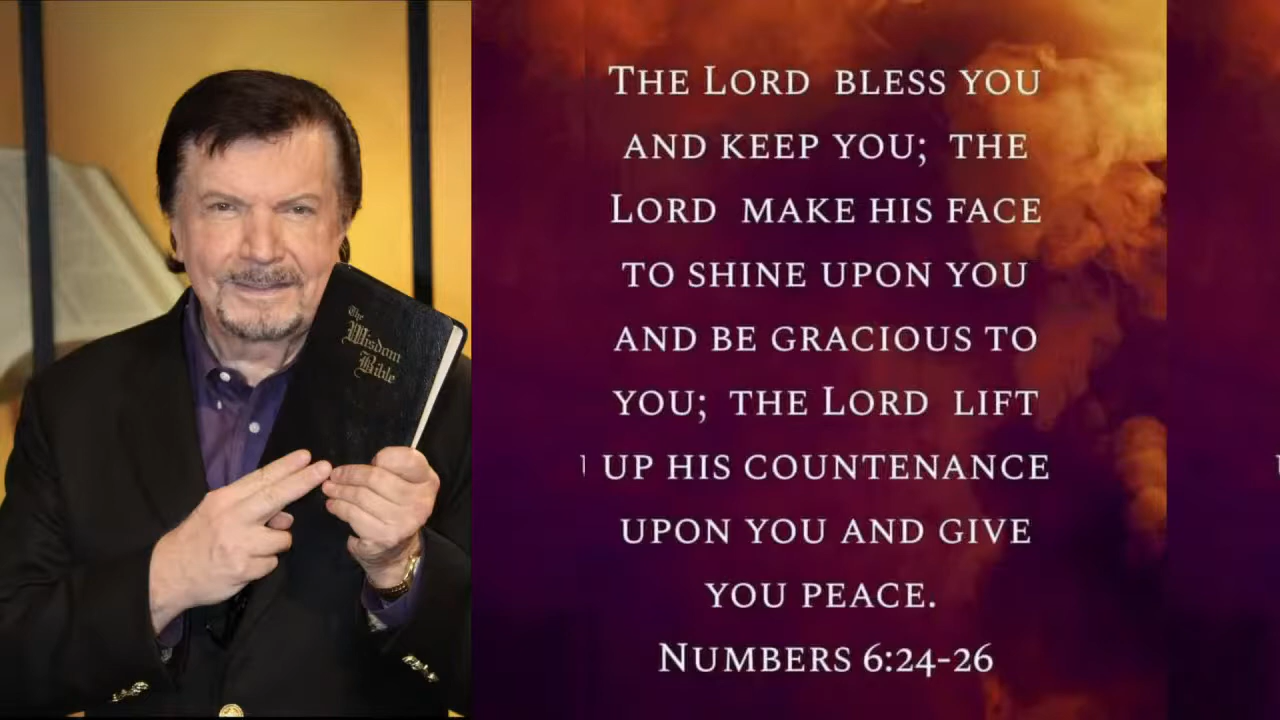 The
Wisdom
Bible
The Lord bless you
and keep you; the
Lord make his face
to shine upon you
and be gracious to
you; the Lord lift
up his countenance
upon you and give
you peace.
Numbers 6:24-26